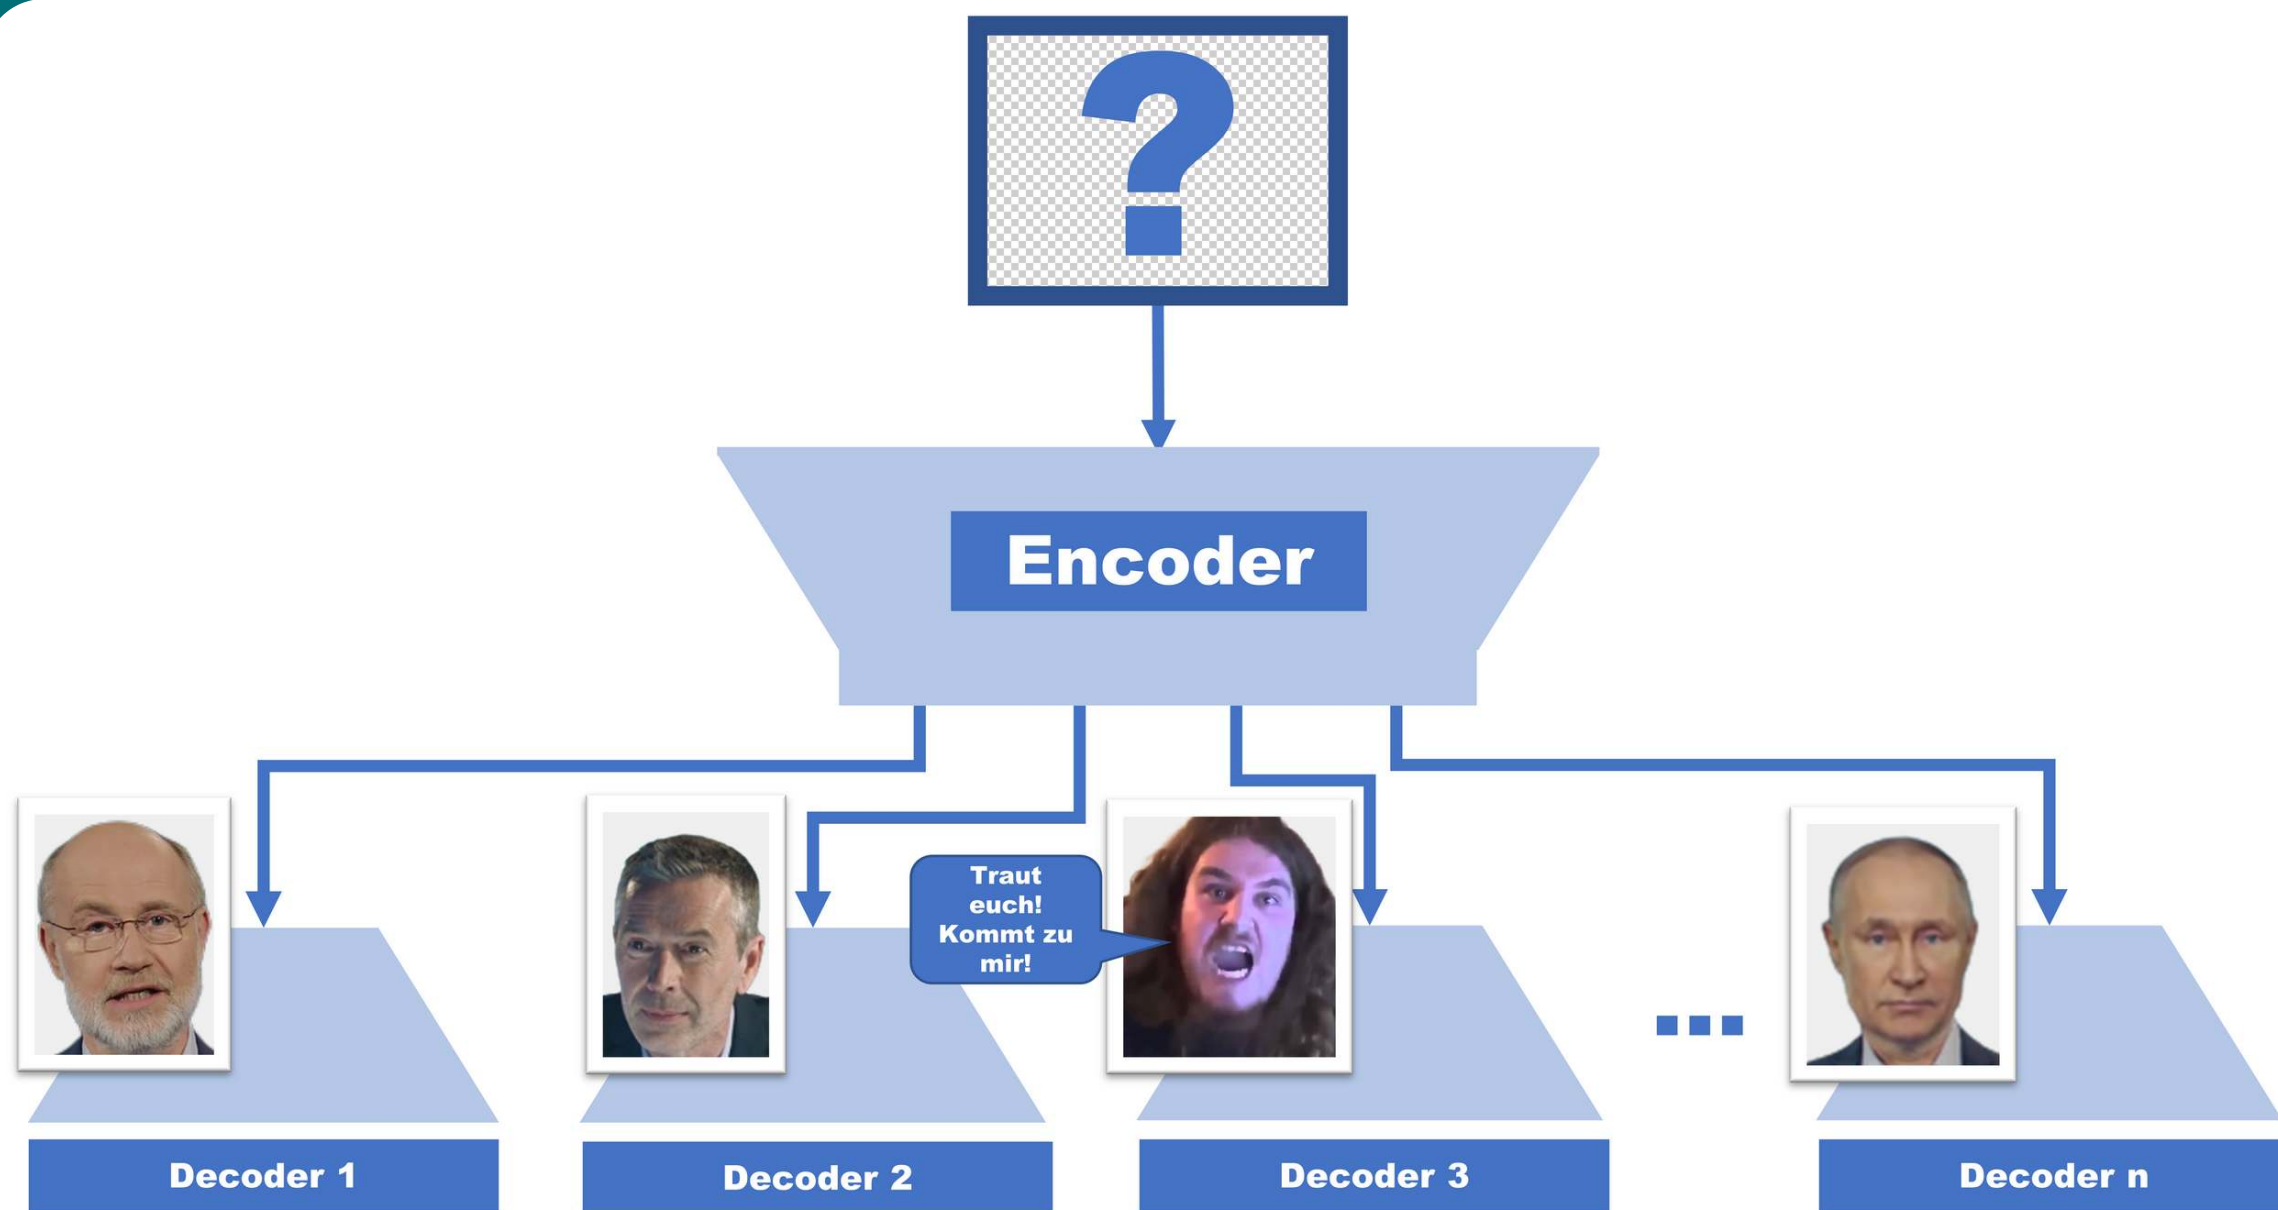 ?
Encoder
Traut
euch!
Kommt zu
mir!
Decoder 1
Decoder 2
Decoder 3
Decoder n